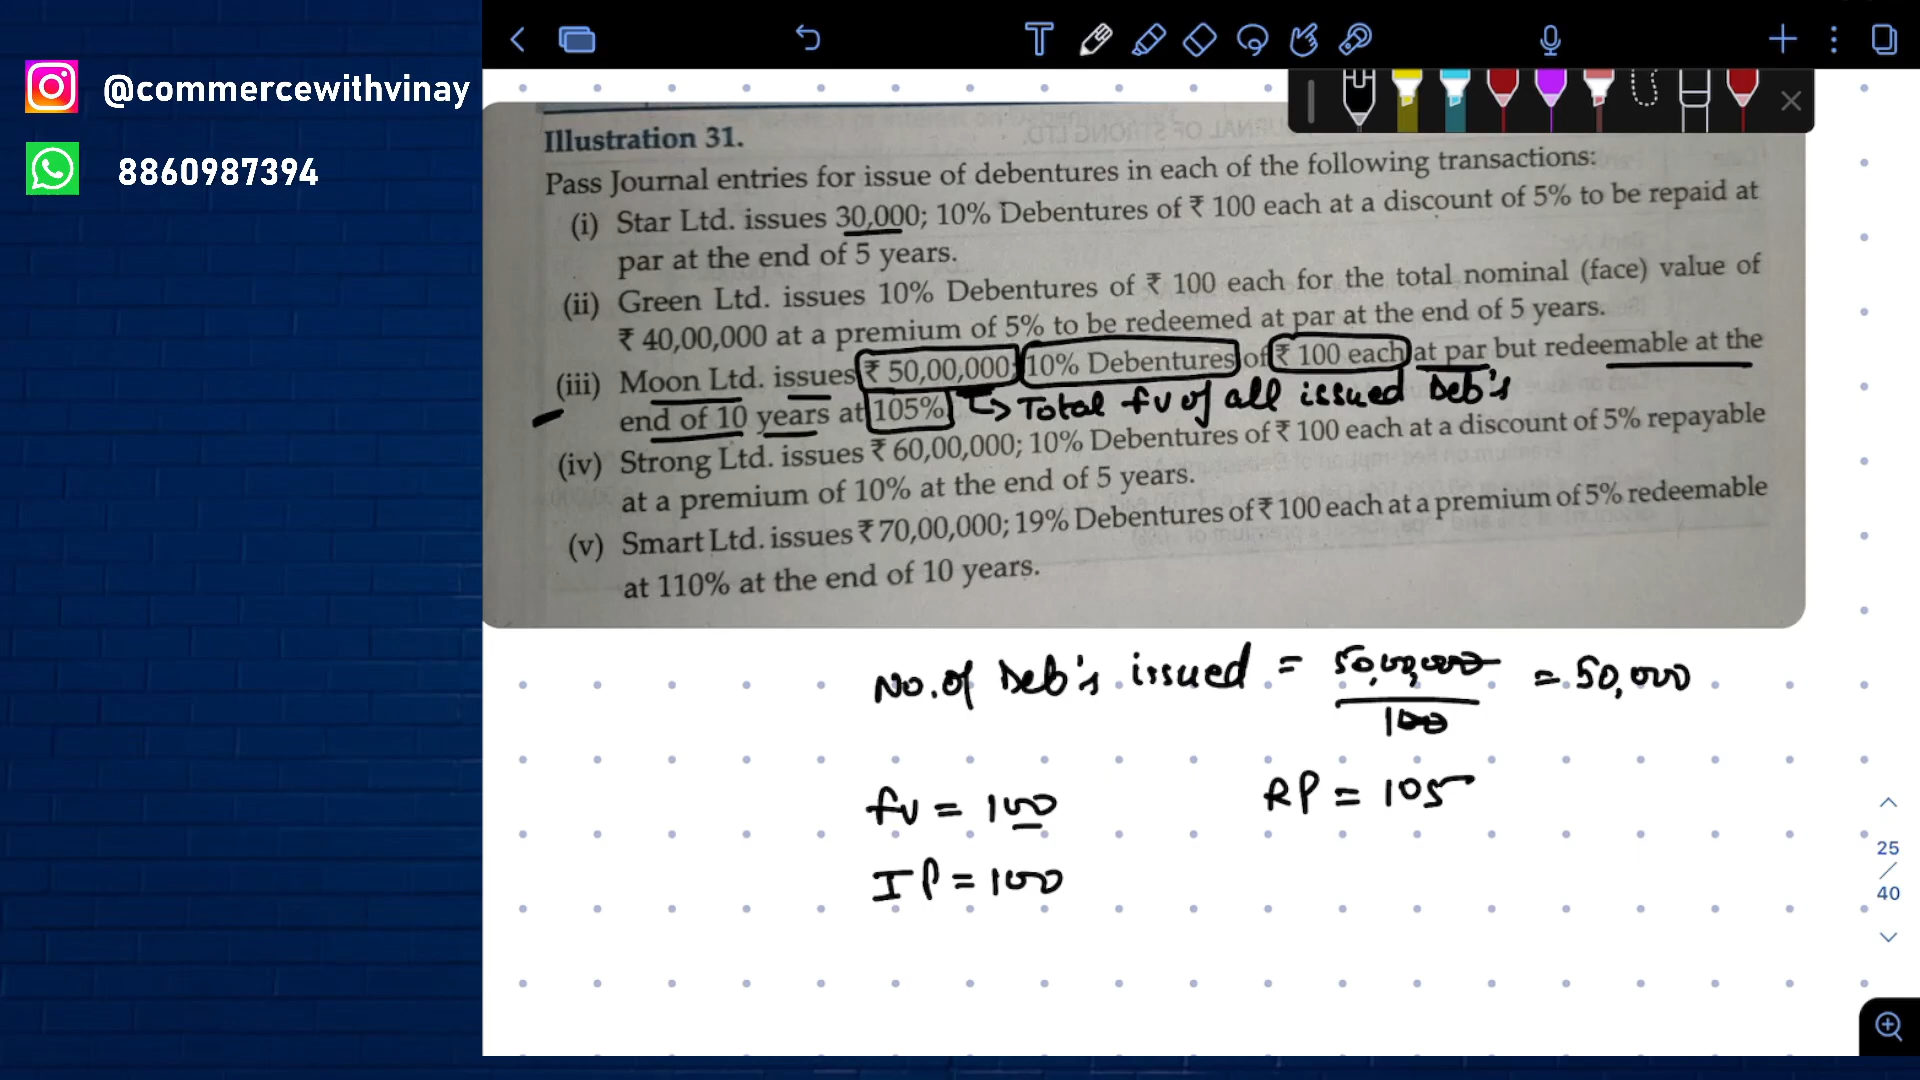 @commercewithvinay
8860987394
Illustration 31.
Pass Journal entries for issue of debentures in each of the following transactions:
(i) Star Ltd. issues 30,000; 10% Debentures of ₹ 100 each at a discount of 5% to be repaid at
par at the end of 5 years.
(ii) Green Ltd. issues 10% Debentures of ₹ 100 each for the total nominal (face) value of
₹ 40,00,000 at a premium of 5% to be redeemed at par at the end of 5 years.
(iii) Moon Ltd. issues ₹ 50,00,000; 10% Debentures of ₹ 100 each at par but redeemable at the
end of 10 years at 105%. Total fv of all issued Deb's
(iv) Strong Ltd. issues ₹ 60,00,000; 10% Debentures of ₹ 100 each at a discount of 5% repayable
at a premium of 10% at the end of 5 years.
(v) Smart Ltd. issues ₹ 70,00,000; 19% Debentures of ₹ 100 each at a premium of 5% redeemable
at 110% at the end of 10 years.
No. of Deb's issued = 50,00,000 / 100 = 50,000
fv = 100 RP = 105
IP = 100
25
/
40